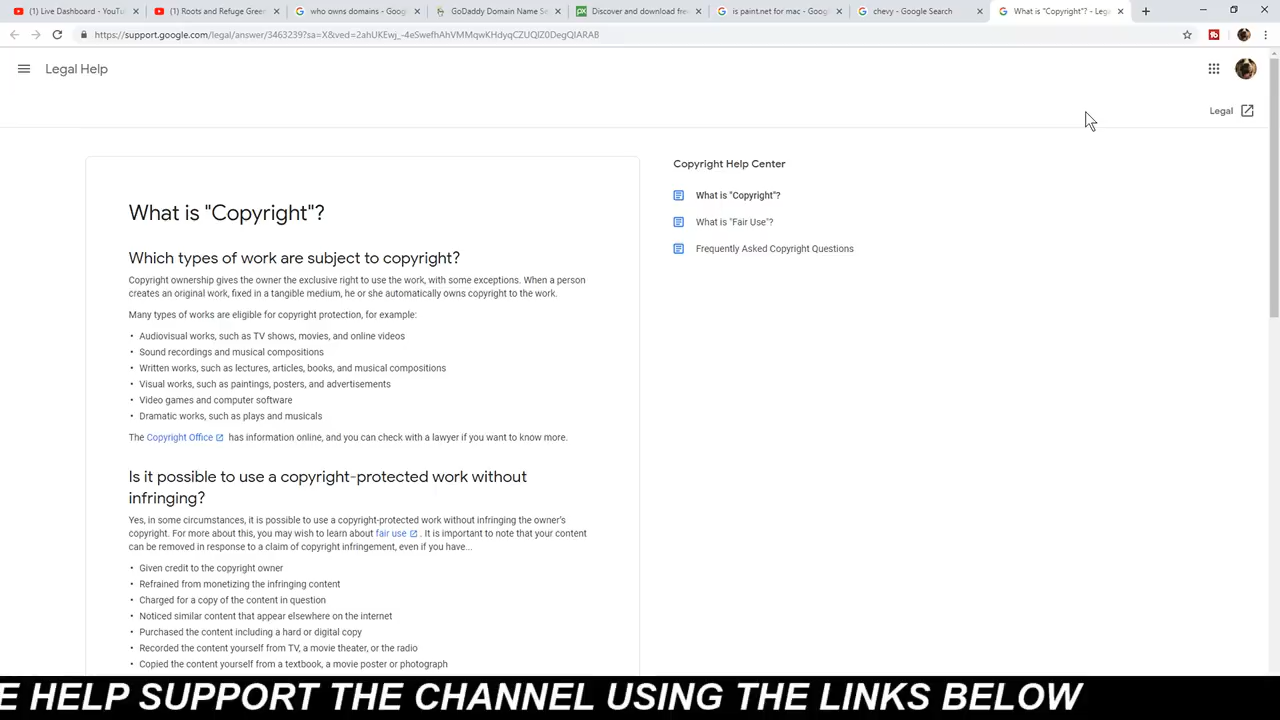 (1) Live Dashboard - YouTu
(1) Roots and Refuge Green
who owns domains - Goog
GoDaddy Domain Name Se
Discover and download free
is paint.net for mac - Goog
chevy - Google Search
What is "Copyright"? - Leg
https://support.google.com/legal/answer/3463239?sa=X&ved=2ahUKEwj_-4eSwefhAhVMMqwKHdyqCZUQlZ0DegQIARAB
Legal Help
Legal
What is "Copyright"?
Which types of work are subject to copyright?
Copyright ownership gives the owner the exclusive right to use the work, with some exceptions. When a person
creates an original work, fixed in a tangible medium, he or she automatically owns copyright to the work.
Many types of works are eligible for copyright protection, for example:
• Audiovisual works, such as TV shows, movies, and online videos
• Sound recordings and musical compositions
• Written works, such as lectures, articles, books, and musical compositions
• Visual works, such as paintings, posters, and advertisements
• Video games and computer software
• Dramatic works, such as plays and musicals
The Copyright Office has information online, and you can check with a lawyer if you want to know more.
Is it possible to use a copyright-protected work without
infringing?
Yes, in some circumstances, it is possible to use a copyright-protected work without infringing the owner's
copyright. For more about this, you may wish to learn about fair use . It is important to note that your content
can be removed in response to a claim of copyright infringement, even if you have...
• Given credit to the copyright owner
• Refrained from monetizing the infringing content
• Charged for a copy of the content in question
• Noticed similar content that appear elsewhere on the internet
• Purchased the content including a hard or digital copy
• Recorded the content yourself from TV, a movie theater, or the radio
• Copied the content yourself from a textbook, a movie poster or photograph
Copyright Help Center
What is "Copyright"?
What is "Fair Use"?
Frequently Asked Copyright Questions
E HELP SUPPORT THE CHANNEL USING THE LINKS BELOW